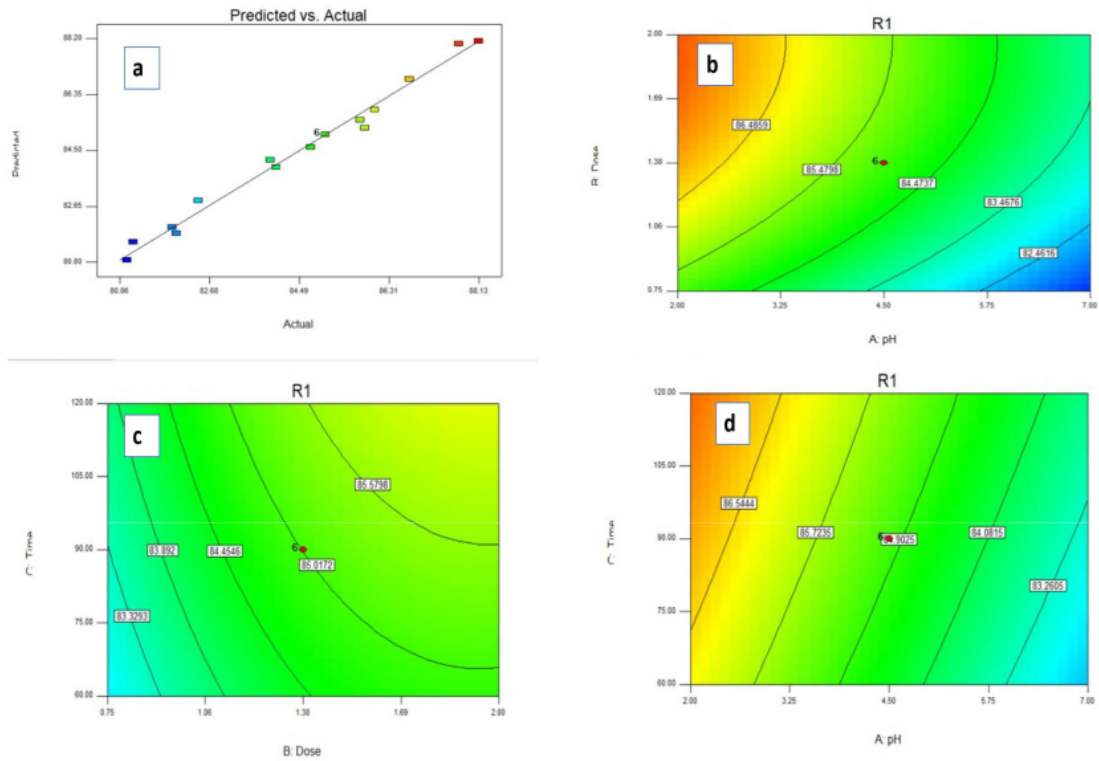 Predicted vs. Actual
a
88.20
86.35
84.50
82.65
80.80
Predicted
6
80.86 82.68 84.49 86.31 88.13
Actual
R1
b
2.00
1.69
1.38
1.06
0.75
B: Dose
86.4859
85.4798
6
84.4737
83.4676
82.4616
2.00 3.25 4.50 5.75 7.00
A: pH
R1
c
120.00
105.00
90.00
75.00
60.00
C: Time
85.5798
83.892
84.4546
6
85.0172
83.3293
0.75 1.06 1.38 1.69 2.00
B: Dose
R1
d
120.00
105.00
90.00
75.00
60.00
C: Time
86.5444
85.7235
6
9025
84.0815
83.2605
2.00 3.25 4.50 5.75 7.00
A: pH